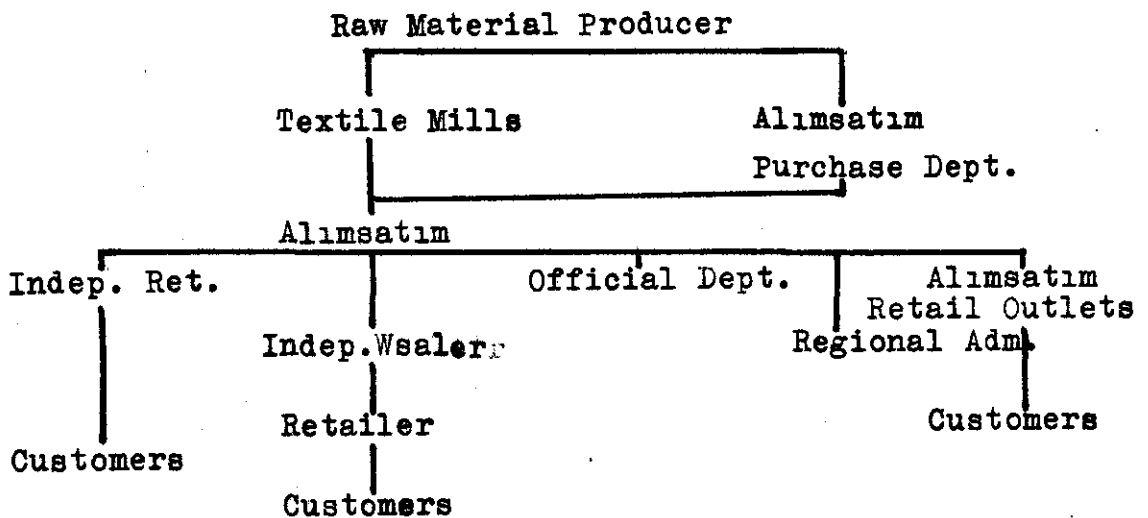 Raw Material Producer
Textile Mills
Alımsatım
Purchase Dept.
Alımsatım
Indep. Ret.
Official Dept.
Alımsatım
Retail Outlets
Indep.Wsaler
Regional Adm.
Retailer
Customers
Customers
Customers